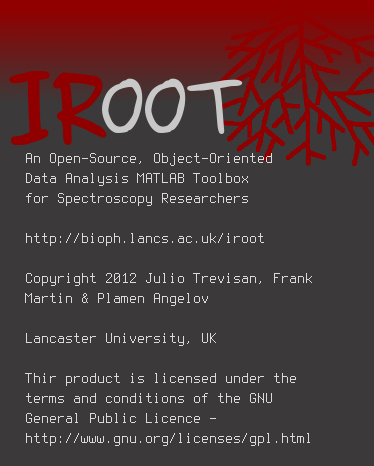 IROOT
An Open-Source, Object-Oriented
Data Analysis MATLAB Toolbox
for Spectroscopy Researchers
http://bioph.lancs.ac.uk/iroot
Copyright 2012 Julio Trevisan, Frank
Martin & Plamen Angelov
Lancaster University, UK
Thir product is licensed under the
terms and conditions of the GNU
General Public Licence -
http://www.gnu.org/licenses/gpl.html